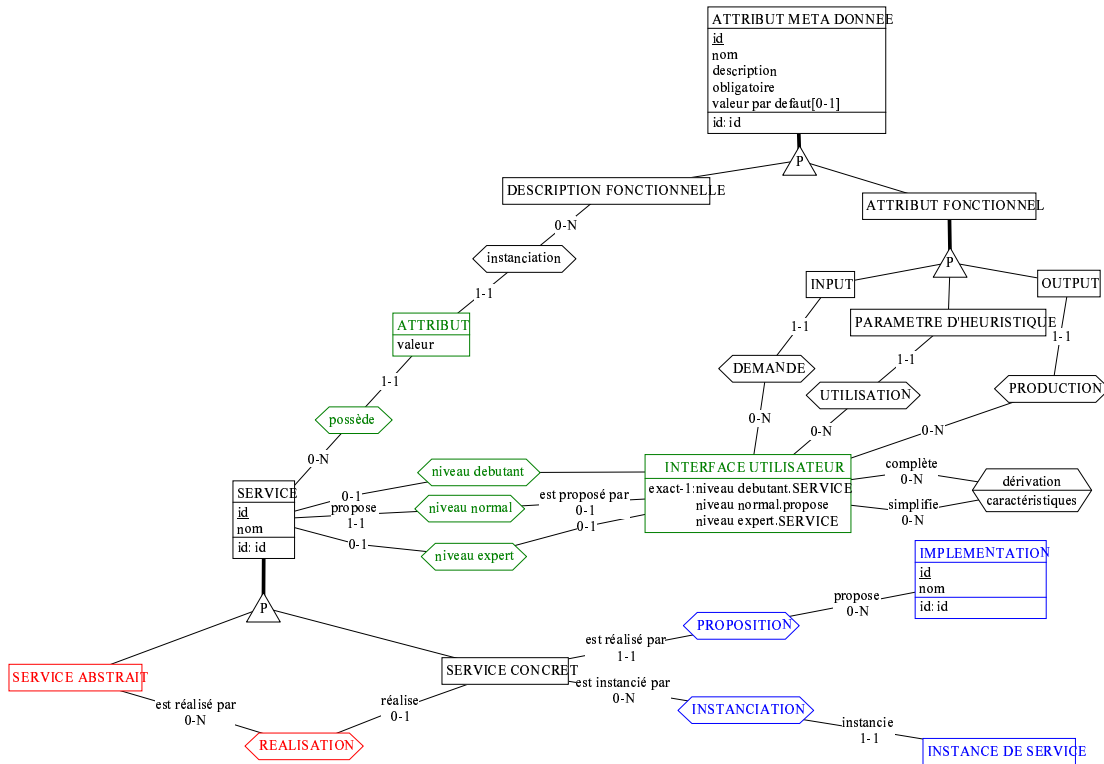 ATTRIBUT META DONNEE
id
nom
description
obligatoire
valeur par defaut[0-1]
id: id
P
DESCRIPTION FONCTIONNELLE
ATTRIBUT FONCTIONNEL
0-N
instanciation
P
INPUT
OUTPUT
1-1
ATTRIBUT
valeur
PARAMETRE D'HEURISTIQUE
1-1
1-1
1-1
DEMANDE
UTILISATION
PRODUCTION
1-1
possède
0-N
0-N
0-N
0-N
niveau debutant
INTERFACE UTILISATEUR
exact-1:niveau debutant.SERVICE
niveau normal.propose
niveau expert.SERVICE
complète
0-N
simplifie
0-N
dérivation
caractéristiques
SERVICE
id
nom
id: id
0-1
propose
1-1
niveau normal
est proposé par
0-1
0-1
0-1
niveau expert
IMPLEMENTATION
id
nom
id: id
P
propose
0-N
PROPOSITION
est réalisé par
1-1
SERVICE ABSTRAIT
SERVICE CONCRET
est instancié par
0-N
est réalisé par
0-N
réalise
0-1
INSTANCIATION
instancie
1-1
REALISATION
INSTANCE DE SERVICE